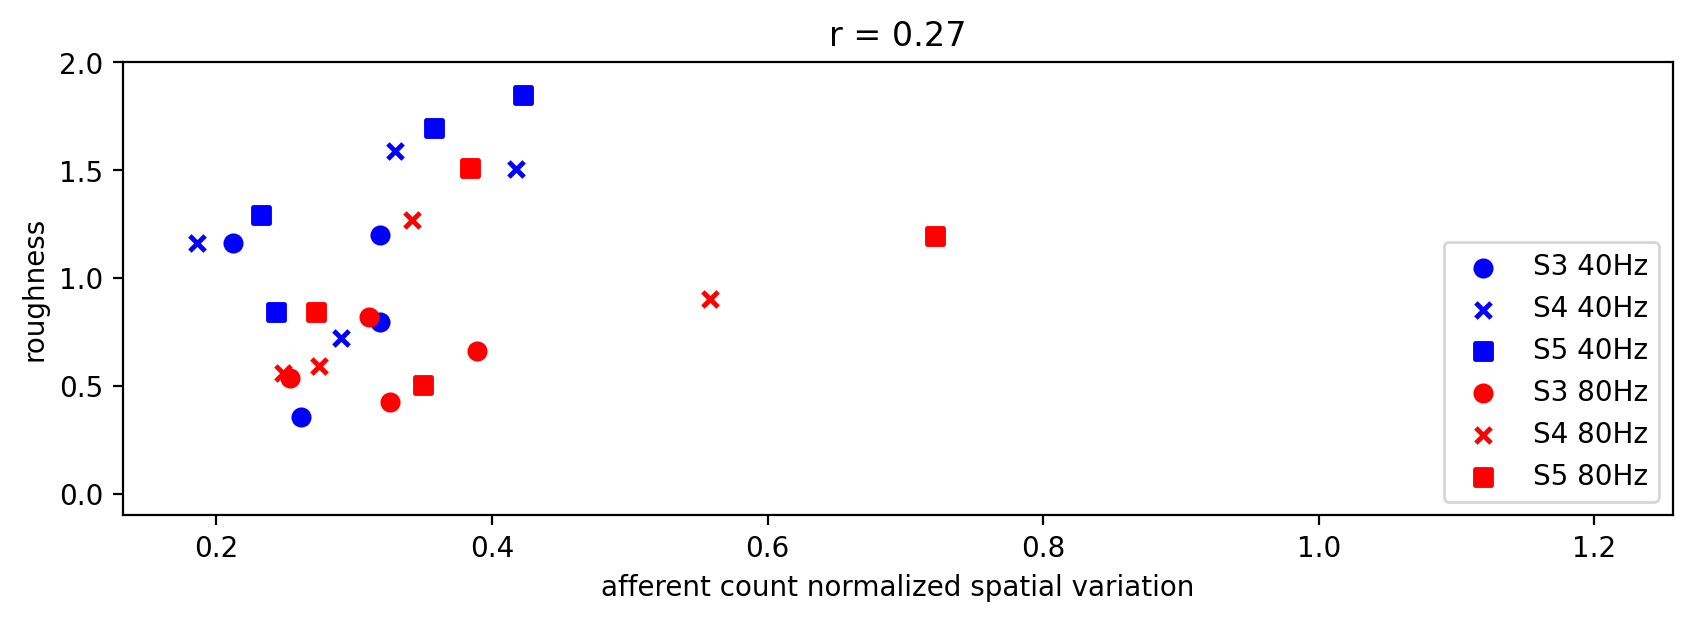 r = 0.27
2.0
1.5
1.0
0.5
0.0
roughness
0.2 0.4 0.6 0.8 1.0 1.2
afferent count normalized spatial variation
S3 40Hz
S4 40Hz
S5 40Hz
S3 80Hz
S4 80Hz
S5 80Hz